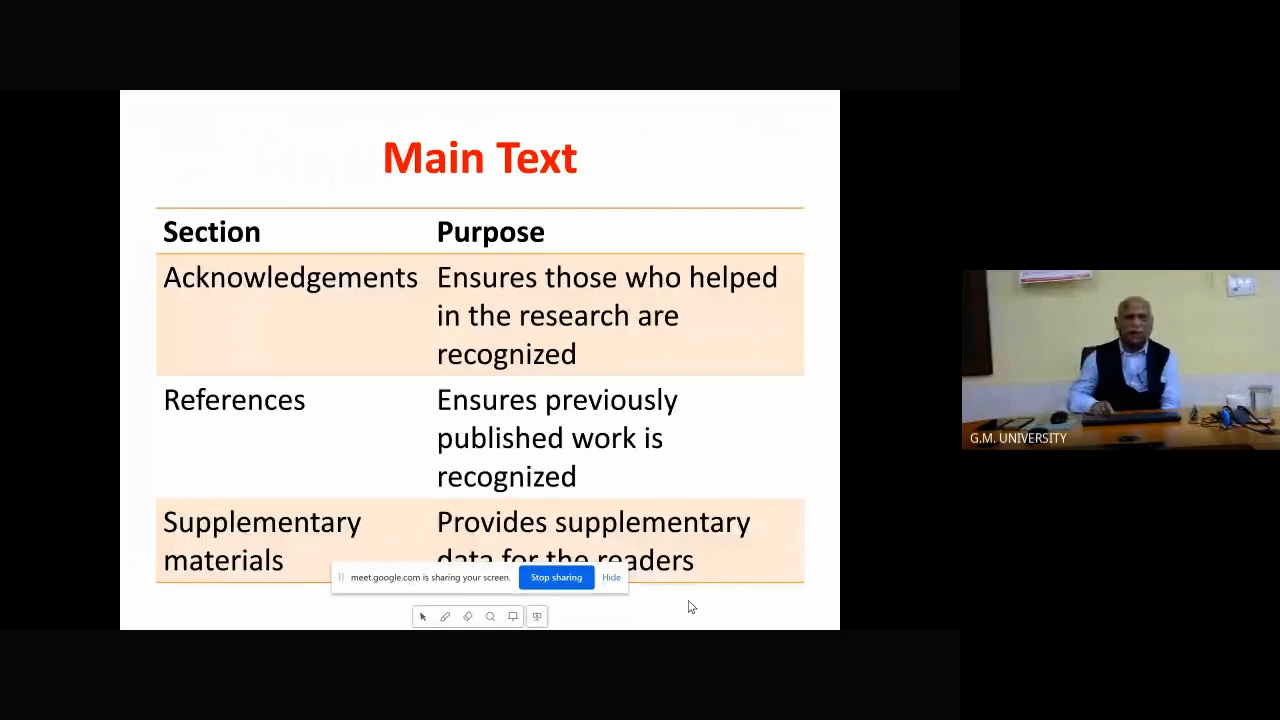 Main Text
Section Purpose
Acknowledgements Ensures those who helped
in the research are
recognized
References Ensures previously
published work is
recognized
Supplementary Provides supplementary
materials data for the readers
meet.google.com is sharing your screen. Stop sharing Hide
G.M. UNIVERSITY